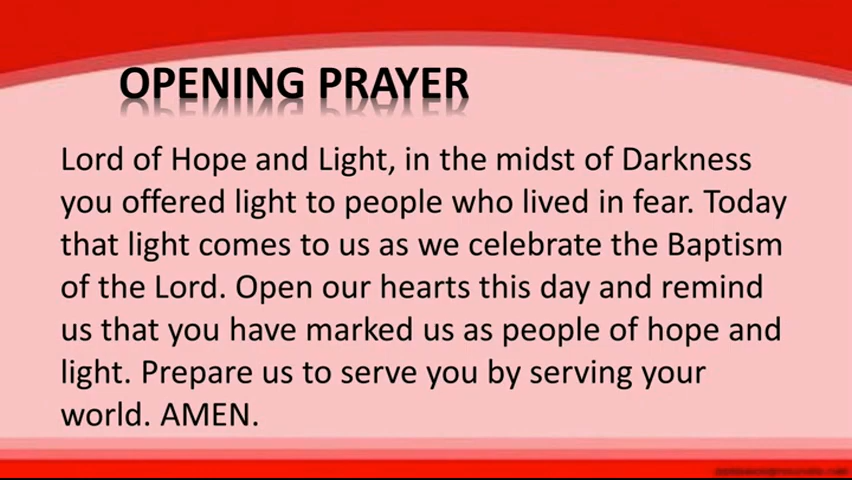 OPENING PRAYER
Lord of Hope and Light, in the midst of Darkness
you offered light to people who lived in fear. Today
that light comes to us as we celebrate the Baptism
of the Lord. Open our hearts this day and remind
us that you have marked us as people of hope and
light. Prepare us to serve you by serving your
world. AMEN.